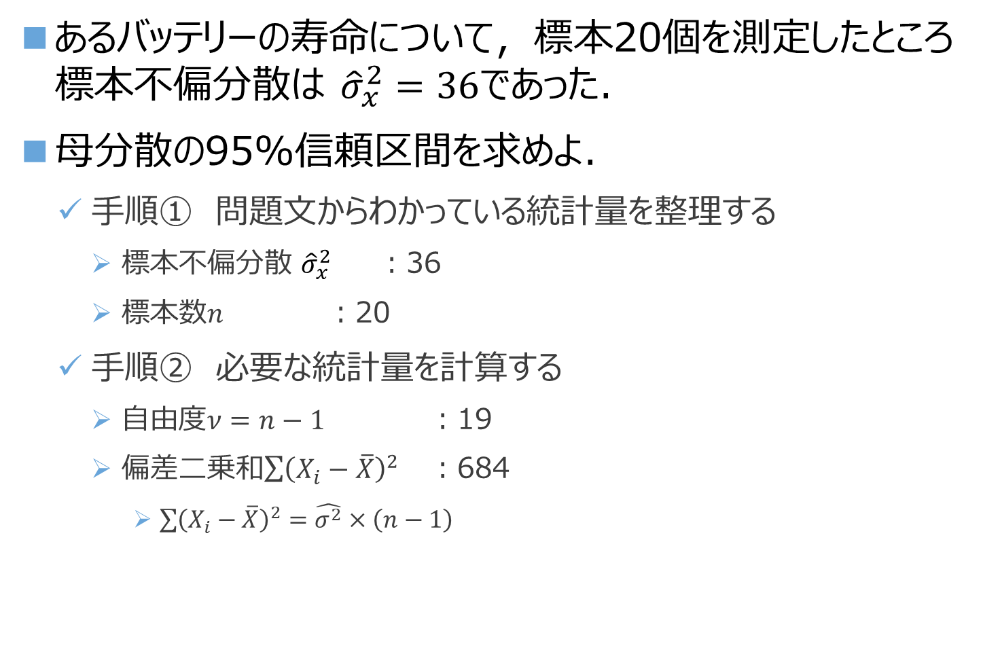 ■あるバッテリーの寿命について，標本20個を測定したところ
標本不偏分散は $\hat{\sigma}_x^2 = 36$であった．
■母分散の95%信頼区間を求めよ．
✓手順①　問題文からわかっている統計量を整理する
➢標本不偏分散 $\hat{\sigma}_x^2$ : 36
➢標本数$n$ : 20
✓手順②　必要な統計量を計算する
➢自由度$\nu = n - 1$ : 19
➢偏差二乗和$\sum(X_i - \bar{X})^2$ : 684
➢$\sum(X_i - \bar{X})^2 = \widehat{\sigma^2} \times (n - 1)$